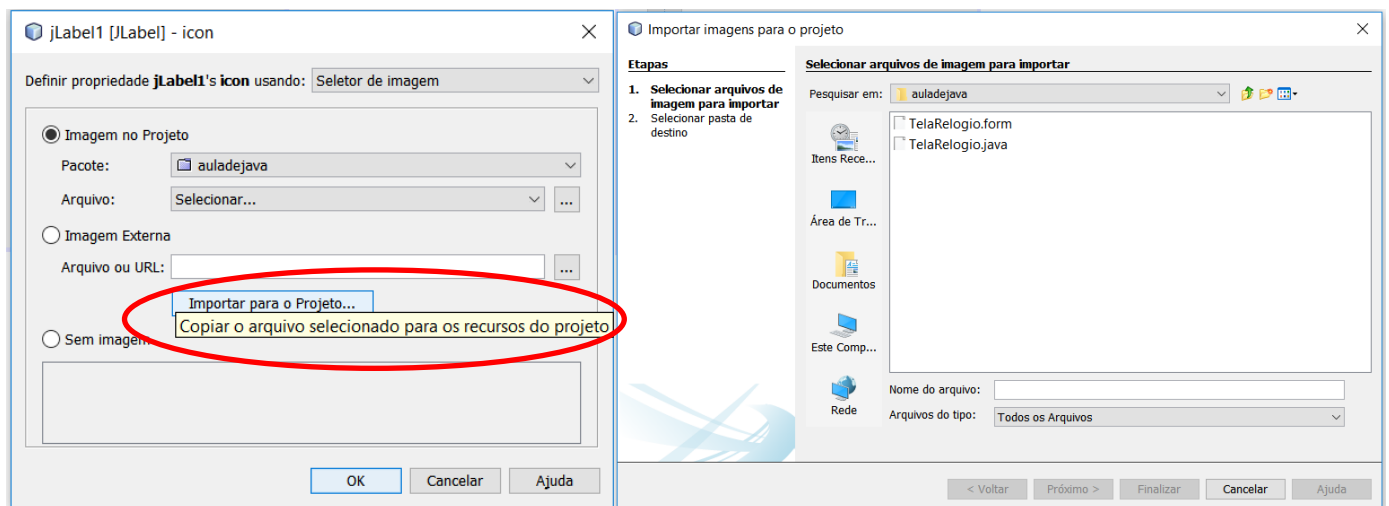 jLabel1 [JLabel] - icon
Definir propriedade jLabel1's icon usando: Seletor de imagem
Imagem no Projeto
Pacote: auladejava
Arquivo: Selecionar... ...
Imagem Externa
Arquivo ou URL: ...
Importar para o Projeto...
Copiar o arquivo selecionado para os recursos do projeto
Sem imagem
OK Cancelar Ajuda
Importar imagens para o projeto
Etapas
1. Selecionar arquivos de
imagem para importar
2. Selecionar pasta de
destino
Selecionar arquivos de imagem para importar
Pesquisar em: auladejava
TelaRelogio.form
TelaRelogio.java
Itens Rece...
Área de Tr...
Documentos
Este Comp...
Rede
Nome do arquivo:
Arquivos do tipo: Todos os Arquivos
< Voltar Próximo > Finalizar Cancelar Ajuda